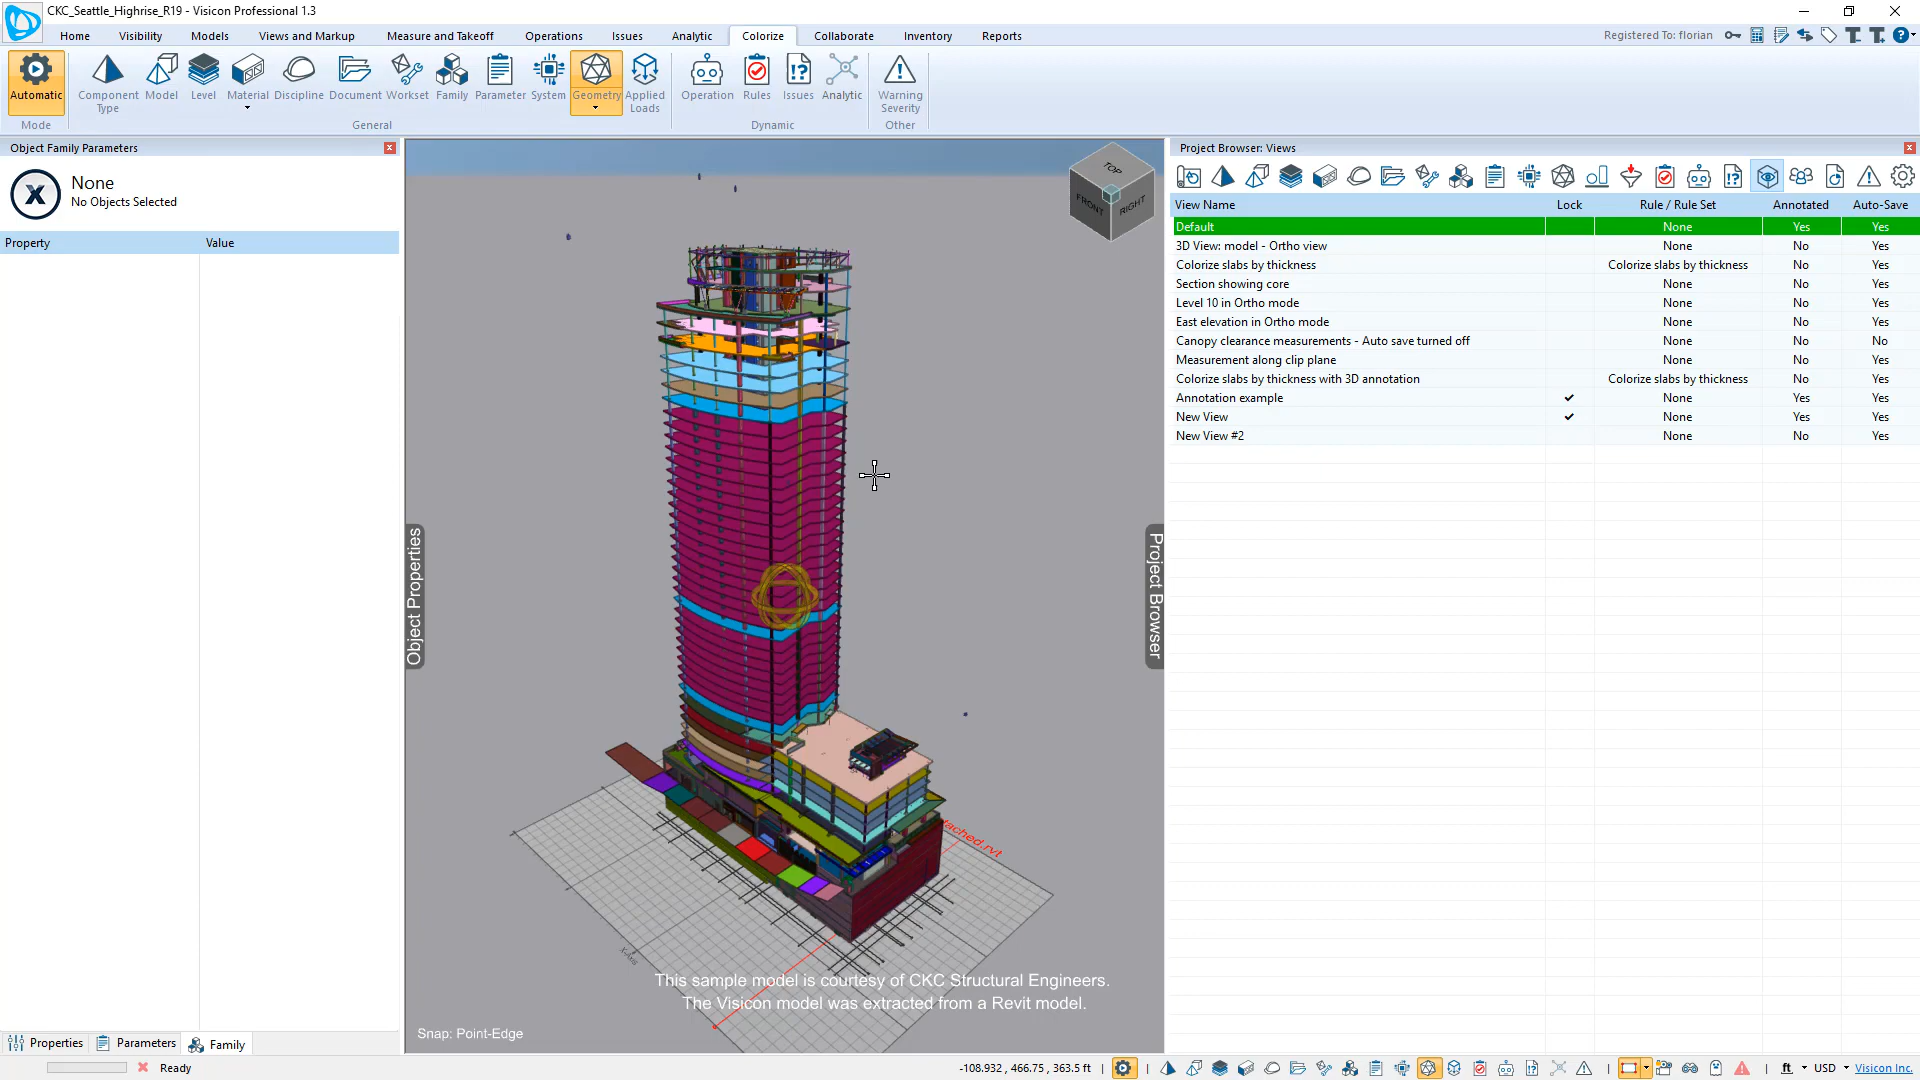 CKC_Seattle_Highrise_R19 - Visicon Professional 1.3
Home Visibility Models Views and Markup Measure and Takeoff Operations Issues Analytic Colorize Collaborate Inventory Reports
Registered To: florian
Automatic Component Type Model Level Material Discipline Document Workset Family Parameter System Geometry Applied Loads Operation Rules Issues Analytic Warning Severity
Mode General Dynamic Other
Object Family Parameters
None
No Objects Selected
Property Value
TOP
FRONT RIGHT
Object Properties
Project Browser
tached.rvt
X-Axis
This sample model is courtesy of CKC Structural Engineers.
The Visicon model was extracted from a Revit model.
Snap: Point-Edge
Project Browser: Views
View Name Lock Rule / Rule Set Annotated Auto-Save
Default None Yes Yes
3D View: model - Ortho view None No Yes
Colorize slabs by thickness Colorize slabs by thickness No Yes
Section showing core None No Yes
Level 10 in Ortho mode None No Yes
East elevation in Ortho mode None No Yes
Canopy clearance measurements - Auto save turned off None No No
Measurement along clip plane None No Yes
Colorize slabs by thickness with 3D annotation Colorize slabs by thickness No Yes
Annotation example ✔ None Yes Yes
New View ✔ None Yes Yes
New View #2 None No Yes
Properties Parameters Family
Ready
-108.932 , 466.75 , 363.5 ft
ft USD Visicon Inc.